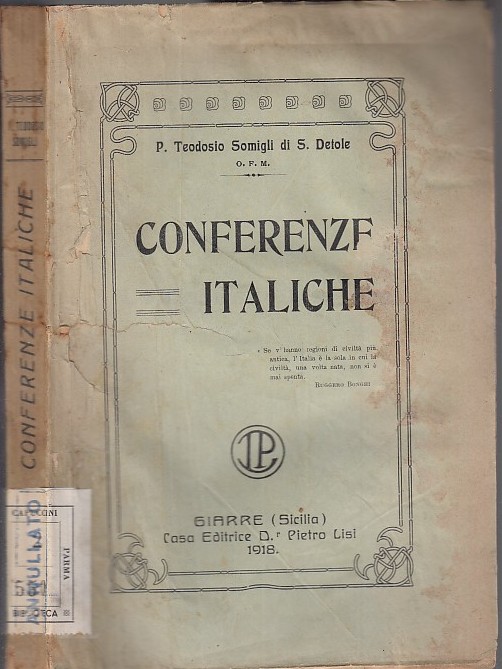 P. Teodosio Somigli di S. Detole
O. F. M.
CONFERENZE
ITALICHE
« Se v' hanno regioni di civiltà più
antica, l' Italia è la sola in cui la
civiltà, una volta nata, non si è
mai spenta.
RUGGERO BONGHI
LP
GIARRE (Sicilia)
Casa Editrice D.r Pietro Lisi
1918.
CONFERENZE ITALICHE
ANNULLATO
CAPPUCCINI
PARMA
BIBLIOTECA